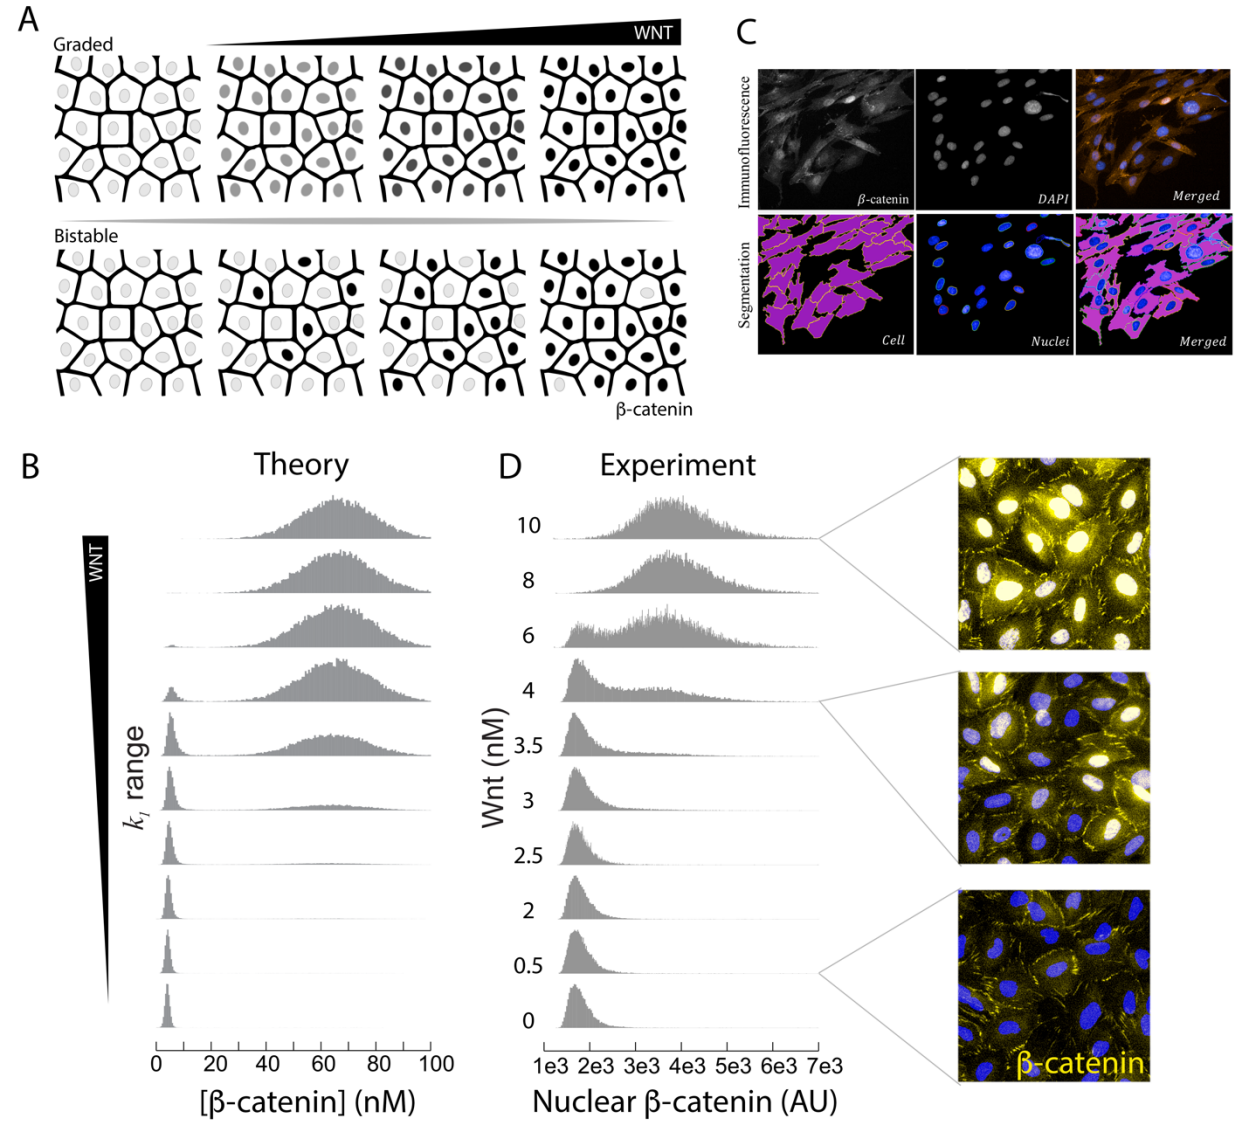 A
WNT
Graded
Bistable
β-catenin
C
Immunofluorescence
β-catenin
DAPI
Merged
Segmentation
Cell
Nuclei
Merged
B
Theory
WNT
k₁ range
0
20
40
60
80
100
[β-catenin] (nM)
D
Experiment
Wnt (nM)
10
8
6
4
3.5
3
2.5
2
0.5
0
1e3
2e3
3e3
4e3
5e3
6e3
7e3
Nuclear β-catenin (AU)
β-catenin